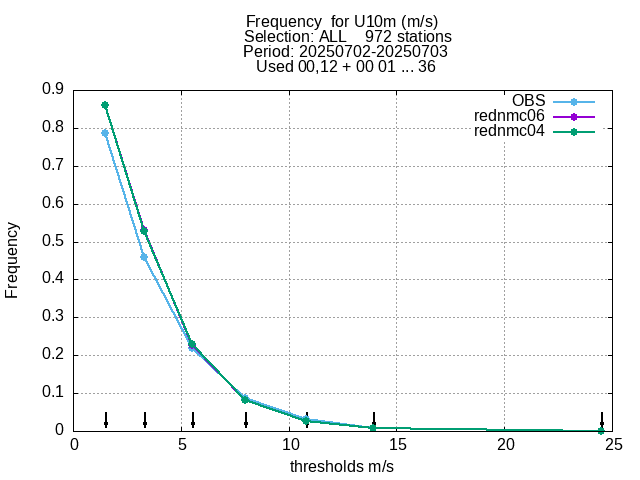 Frequency  for U10m (m/s)
Selection: ALL    972 stations
Period: 20250702-20250703
Used 00,12 + 00 01 ... 36
OBS
rednmc06
rednmc04
0.9
0.8
0.7
0.6
0.5
0.4
0.3
0.2
0.1
0
Frequency
0 5 10 15 20 25
thresholds m/s